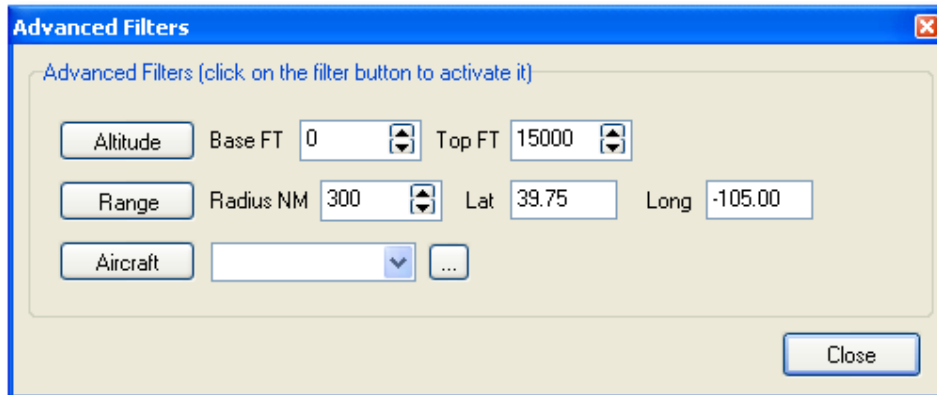 Advanced Filters
Advanced Filters (click on the filter button to activate it)
Altitude Base FT 0 Top FT 15000
Range Radius NM 300 Lat 39.75 Long -105.00
Aircraft ...
Close